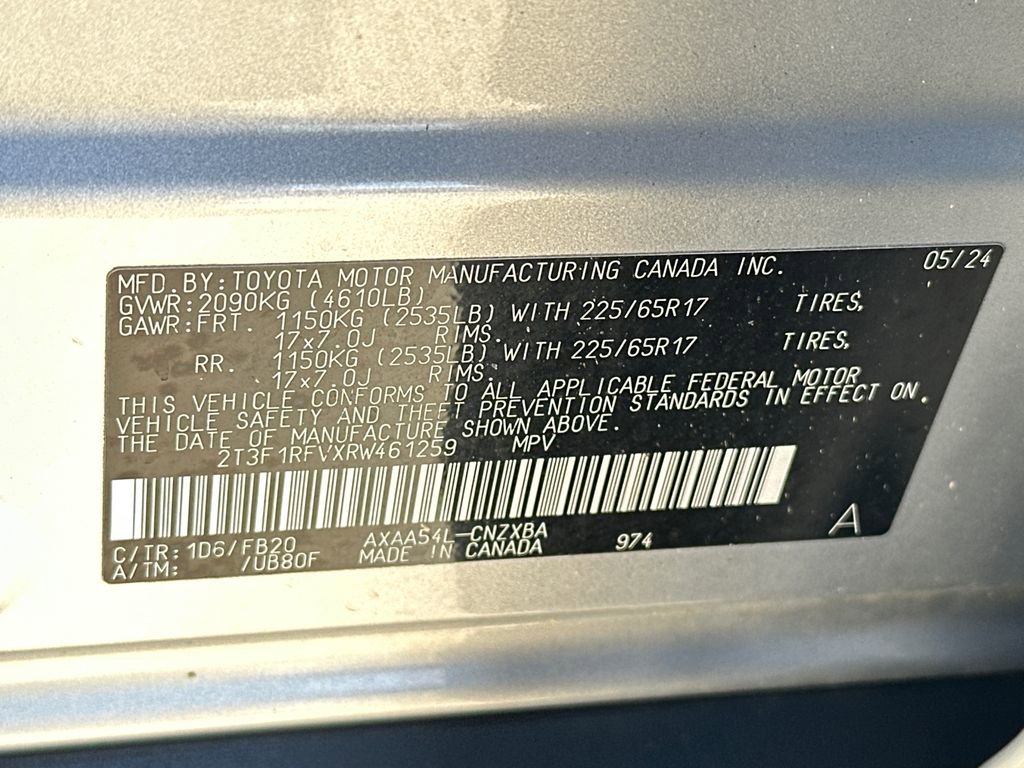 MFD.BY:TOYOTA MOTOR MANUFACTURING CANADA INC. 05/24
GVWR:2090KG (4610LB)
GAWR:FRT. 1150KG (2535LB) WITH 225/65R17 TIRES,
17x7.0J RIMS.
RR. 1150KG (2535LB) WITH 225/65R17 TIRES,
17x7.0J RIMS.
THIS VEHICLE CONFORMS TO ALL APPLICABLE FEDERAL MOTOR
VEHICLE SAFETY AND THEFT PREVENTION STANDARDS IN EFFECT ON
THE DATE OF MANUFACTURE SHOWN ABOVE.
2T3F1RFVXRW461259 MPV
C/TR:1D6/FB20 AXAA54L-CNZXBA 974 A
A/TM: /UB80F MADE IN CANADA